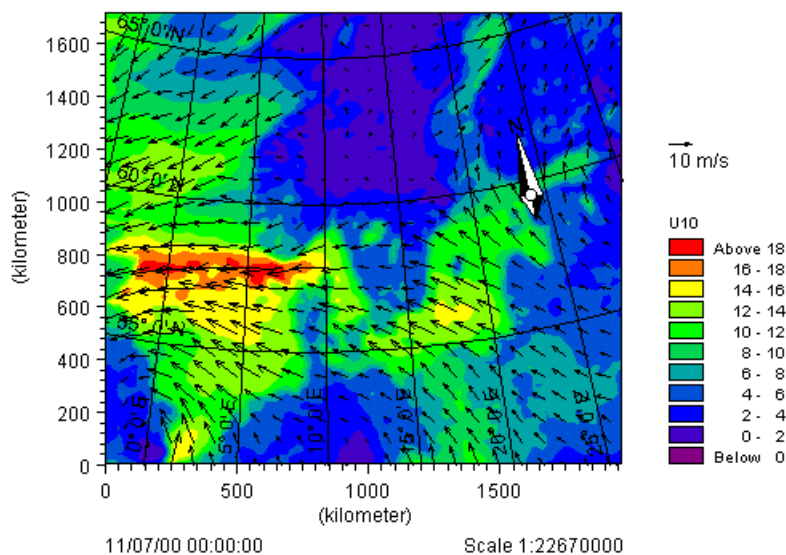 1600
1400
1200
1000
800
600
400
200
0
(kilometer)
65° 0' N
60° 0' N
55° 0' N
0° 0' E
5° 0' E
10° 0' E
15° 0' E
20° 0' E
25° 0' E
N
0 500 1000 1500
(kilometer)
11/07/00 00:00:00 Scale 1:22670000
10 m/s
U10
Above 18
16 - 18
14 - 16
12 - 14
10 - 12
8 - 10
6 - 8
4 - 6
2 - 4
0 - 2
Below 0